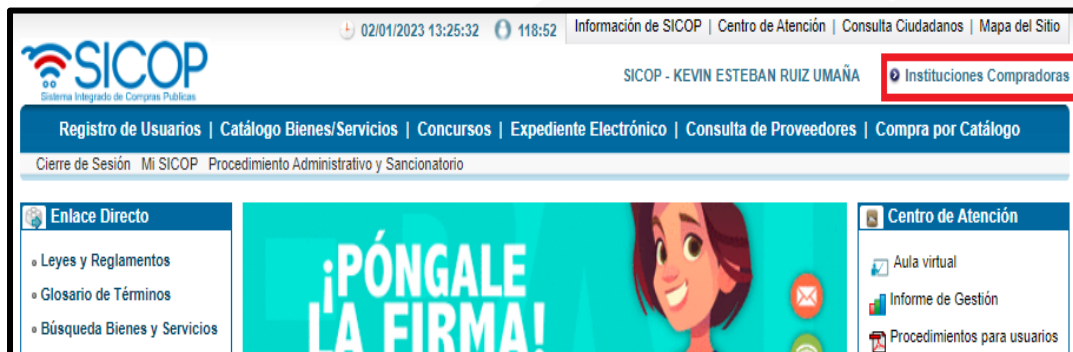 02/01/2023 13:25:32 118:52 Información de SICOP | Centro de Atención | Consulta Ciudadanos | Mapa del Sitio
SICOP
Sistema Integrado de Compras Publicas
SICOP - KEVIN ESTEBAN RUIZ UMAÑA Instituciones Compradoras
Registro de Usuarios | Catálogo Bienes/Servicios | Concursos | Expediente Electrónico | Consulta de Proveedores | Compra por Catálogo
Cierre de Sesión Mi SICOP Procedimiento Administrativo y Sancionatorio
Enlace Directo
Leyes y Reglamentos
Glosario de Términos
Búsqueda Bienes y Servicios
¡PÓNGALE
LA FIRMA!
Centro de Atención
Aula virtual
Informe de Gestión
Procedimientos para usuarios